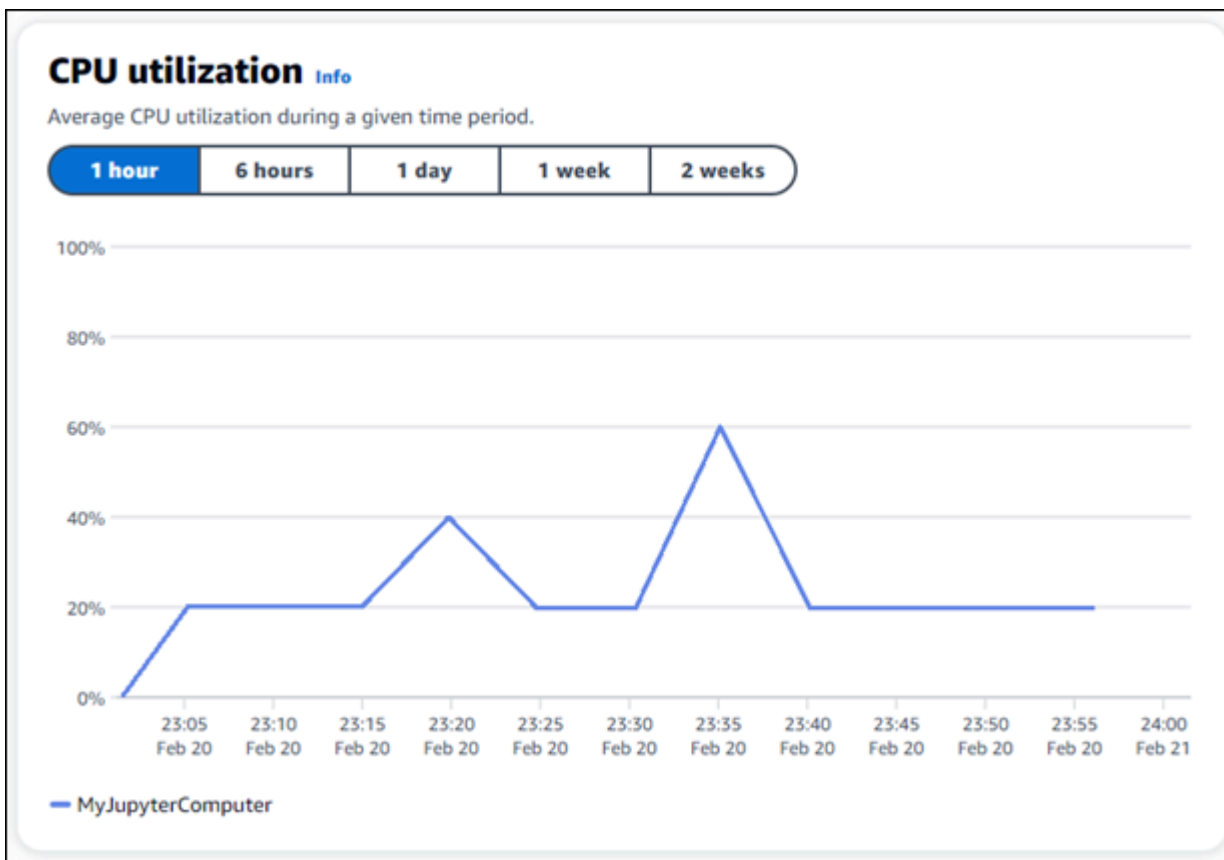 CPU utilization Info
Average CPU utilization during a given time period.
1 hour 6 hours 1 day 1 week 2 weeks
100%
80%
60%
40%
20%
0%
23:05 23:10 23:15 23:20 23:25 23:30 23:35 23:40 23:45 23:50 23:55 24:00
Feb 20 Feb 20 Feb 20 Feb 20 Feb 20 Feb 20 Feb 20 Feb 20 Feb 20 Feb 20 Feb 20 Feb 21
MyJupyterComputer